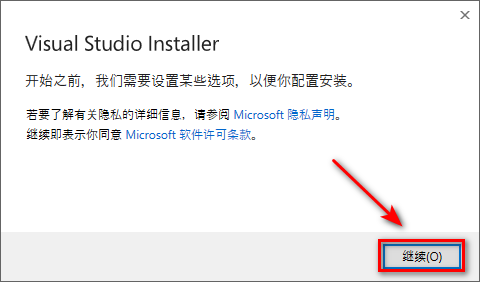 Visual Studio Installer
开始之前，我们需要设置某些选项，以便你配置安装。
若要了解有关隐私的详细信息，请参阅 Microsoft 隐私声明。
继续即表示你同意 Microsoft 软件许可条款。
继续(O)